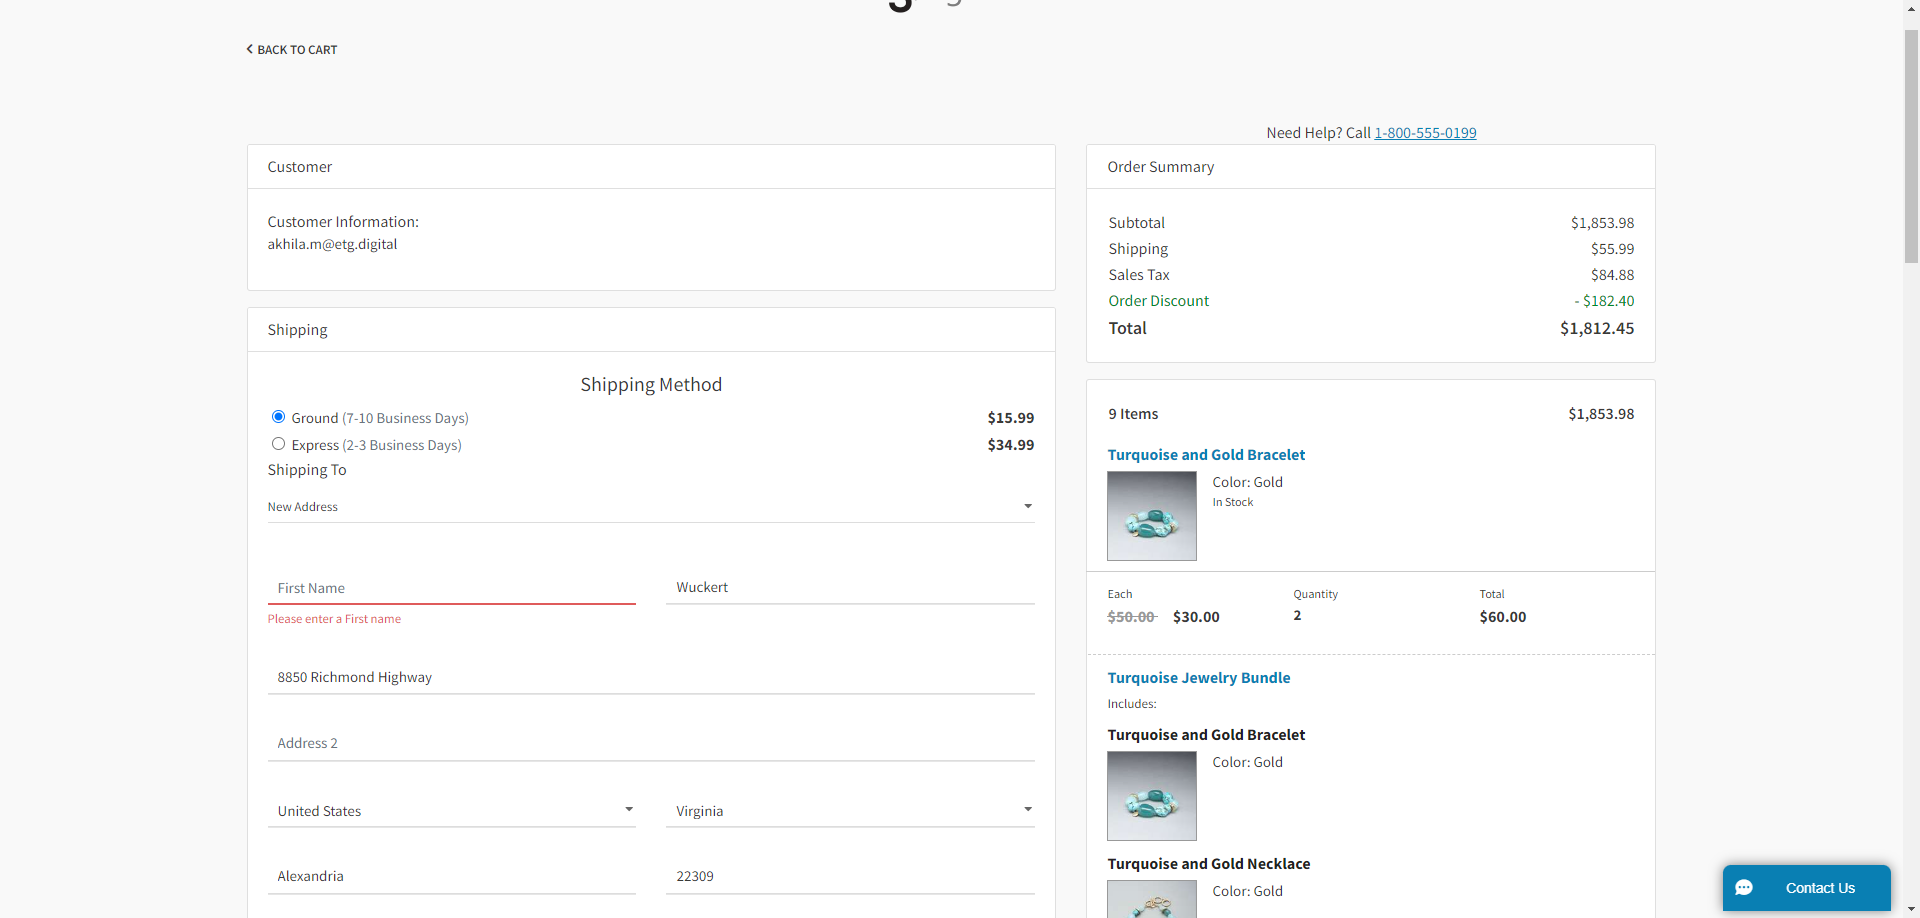 BACK TO CART
Need Help? Call 1-800-555-0199
Customer
Customer Information:
akhila.m@etg.digital
Shipping
Shipping Method
Ground (7-10 Business Days) $15.99
Express (2-3 Business Days) $34.99
Shipping To
New Address
First Name Wuckert
Please enter a First name
8850 Richmond Highway
Address 2
United States Virginia
Alexandria 22309
Order Summary
Subtotal $1,853.98
Shipping $55.99
Sales Tax $84.88
Order Discount - $182.40
Total $1,812.45
9 Items $1,853.98
Turquoise and Gold Bracelet
Color: Gold
In Stock
Each Quantity Total
$50.00 $30.00 2 $60.00
Turquoise Jewelry Bundle
Includes:
Turquoise and Gold Bracelet
Color: Gold
Turquoise and Gold Necklace
Color: Gold
Contact Us